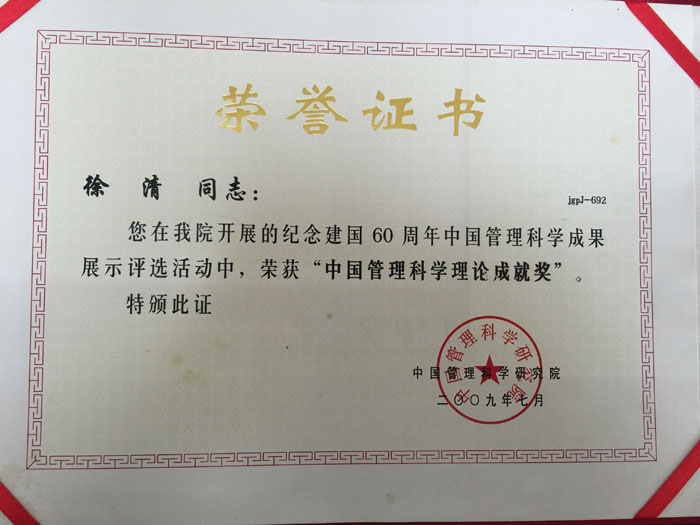 荣誉证书
徐清 同志：
jgpJ-692
您在我院开展的纪念建国60周年中国管理科学成果
展示评选活动中，荣获“中国管理科学理论成就奖”。
特颁此证
中国管理科学研究院
中国管理科学研究院
二〇〇九年七月